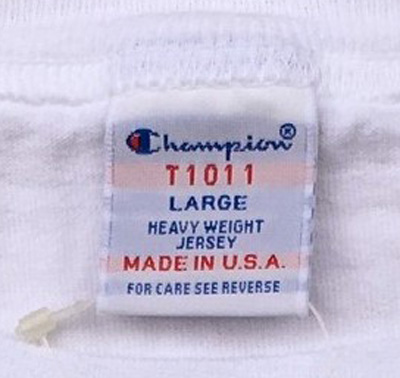 Champion®
T1011
LARGE
HEAVY WEIGHT
JERSEY
MADE IN U.S.A.
FOR CARE SEE REVERSE